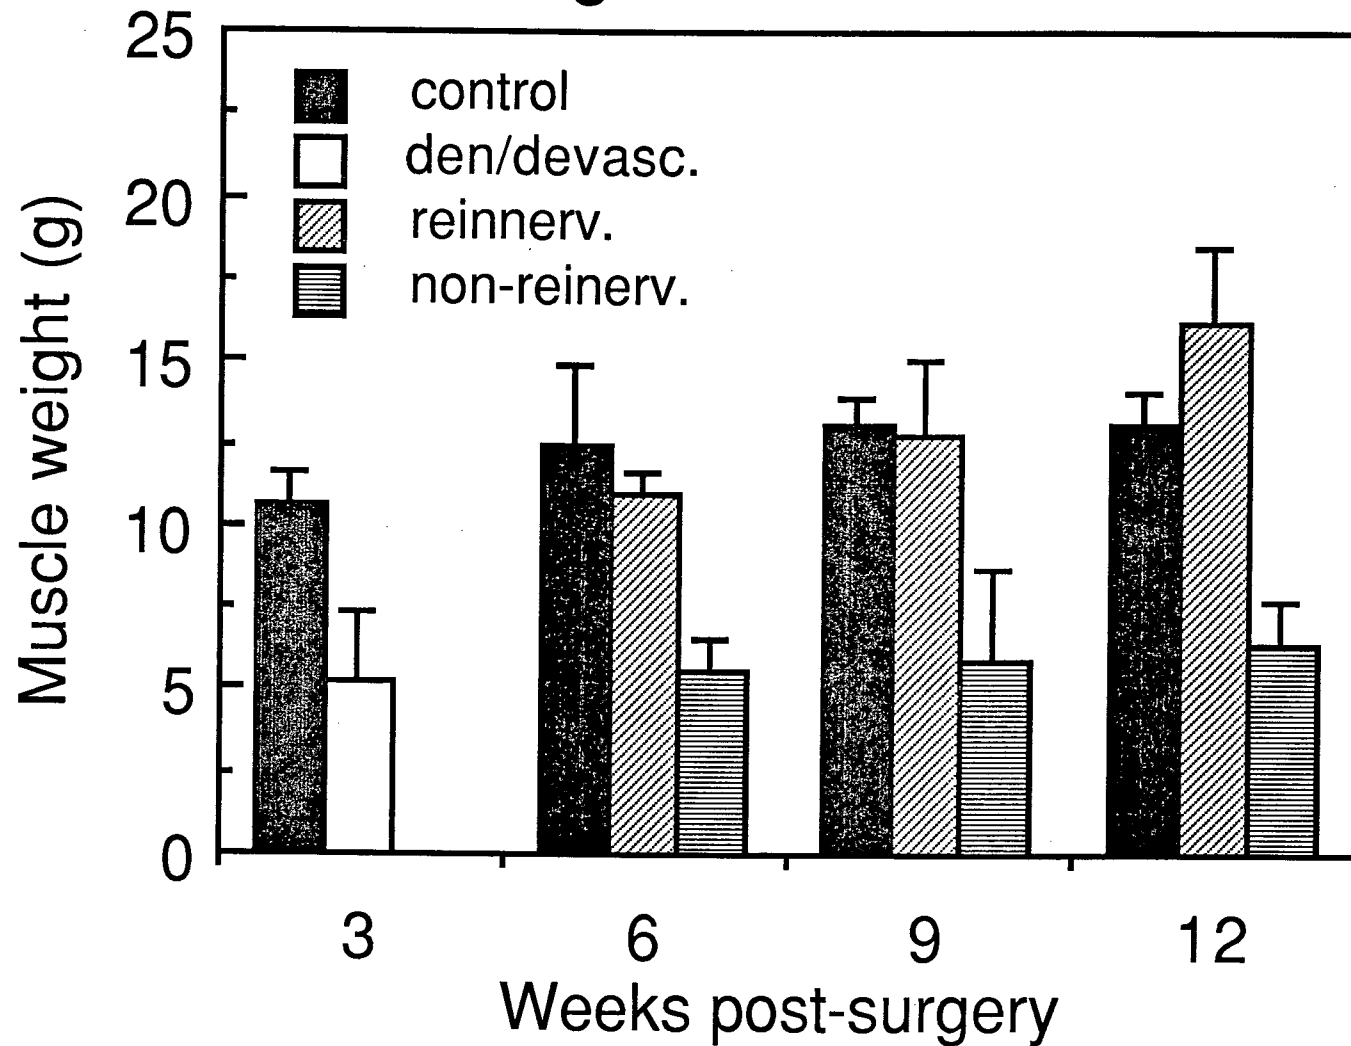 25
20
15
10
5
0
Muscle weight (g)
control
den/devasc.
reinnerv.
non-reinerv.
3 6 9 12
Weeks post-surgery